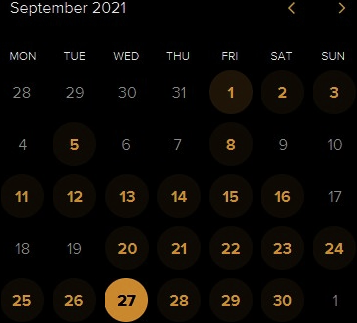 September 2021
MON TUE WED THU FRI SAT SUN
28 29 30 31 1 2 3
4 5 6 7 8 9 10
11 12 13 14 15 16 17
18 19 20 21 22 23 24
25 26 27 28 29 30 1